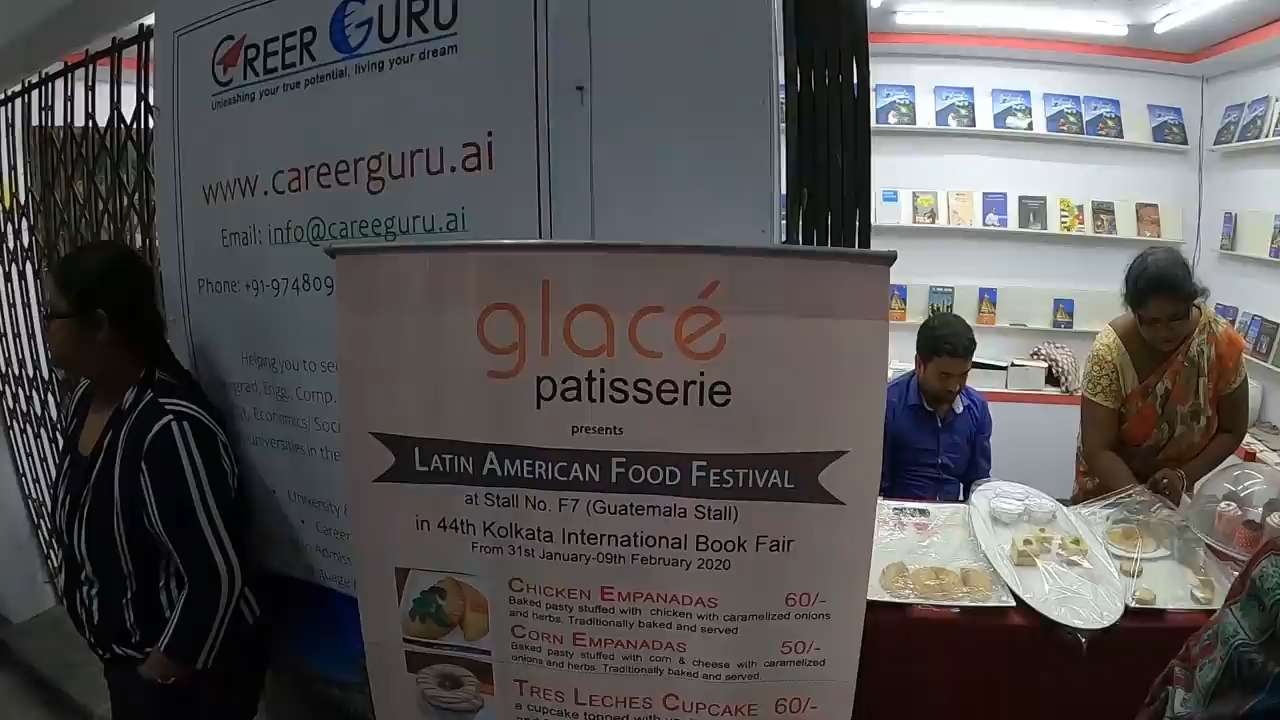 CAREER GURU
Unleashing your true potential, living your dream
www.careerguru.ai
Email: info@careeguru.ai
Phone: +91-974809
Helping you to
grad, Engg, Comp.
Economics| Soci
universities in the
University
Career
glacé
patisserie
presents
LATIN AMERICAN FOOD FESTIVAL
at Stall No. F7 (Guatemala Stall)
in 44th Kolkata International Book Fair
From 31st January-09th February 2020
CHICKEN EMPANADAS 60/-
Baked pasty stuffed with chicken with caramelized onions
and herbs. Traditionally baked and served
CORN EMPANADAS 50/-
Baked pasty stuffed with corn & cheese with caramelized
onions and herbs. Traditionally baked and served.
TRES LECHES CUPCAKE 60/-
a cupcake topped with